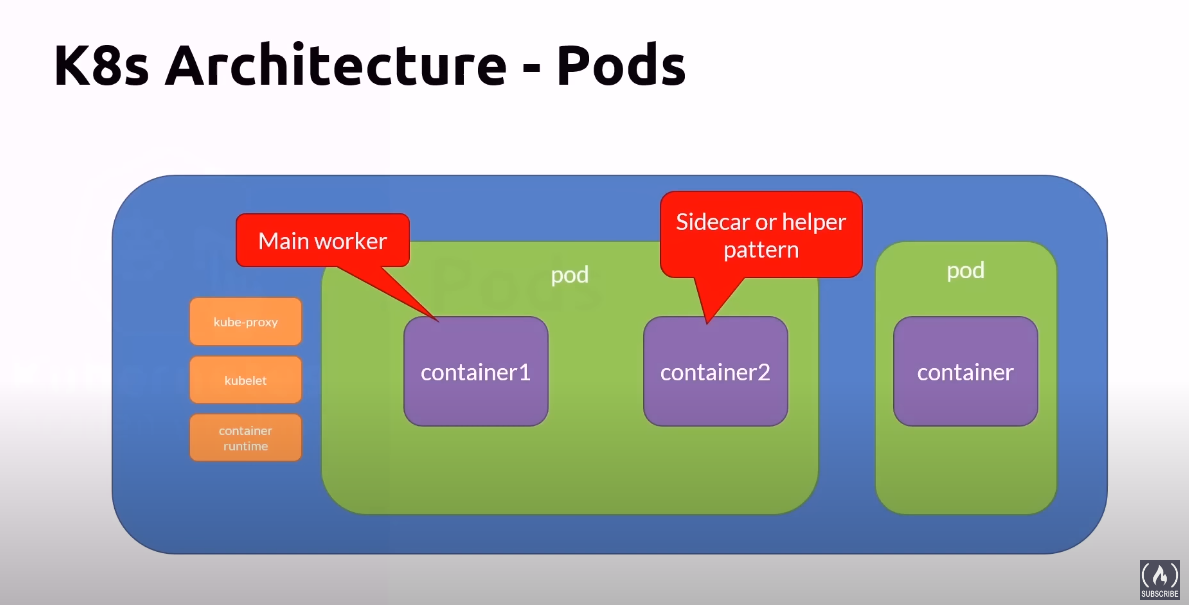 K8s Architecture - Pods
Main worker
Sidecar or helper
pattern
pod
pod
kube-proxy
kubelet
container
runtime
container1
container2
container
Pods
SUBSCRIBE